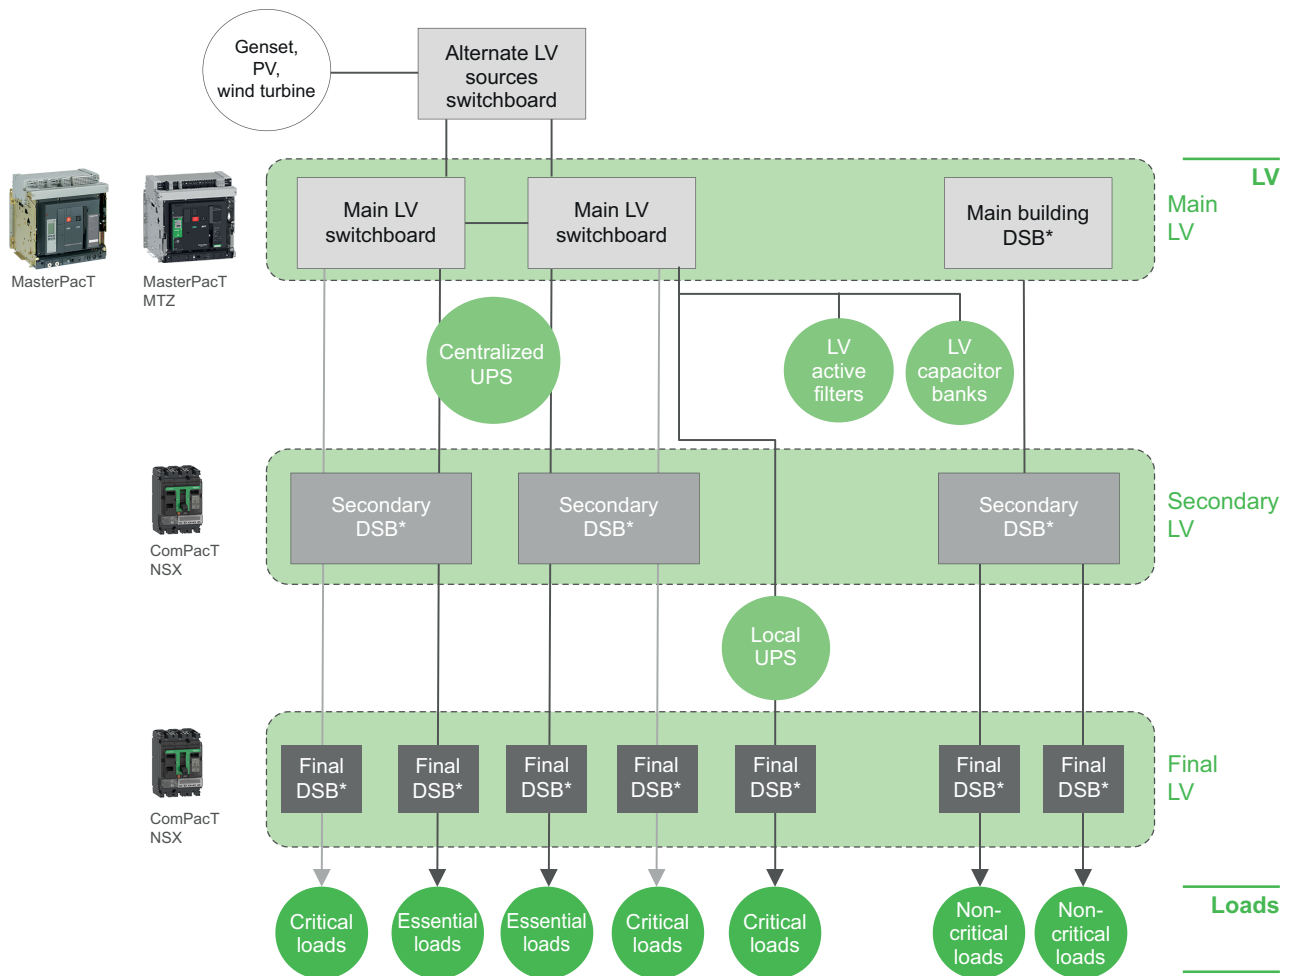 Genset,
PV,
wind turbine
Alternate LV
sources
switchboard
LV
Main LV
switchboard
Main LV
switchboard
Main building
DSB*
Main
LV
MasterPacT
MasterPacT
MTZ
Centralized
UPS
LV
active
filters
LV
capacitor
banks
Secondary
DSB*
Secondary
DSB*
Secondary
DSB*
Secondary
LV
ComPacT
NSX
Local
UPS
Final
DSB*
Final
DSB*
Final
DSB*
Final
DSB*
Final
DSB*
Final
DSB*
Final
DSB*
Final
LV
ComPacT
NSX
Critical
loads
Essential
loads
Essential
loads
Critical
loads
Critical
loads
Non-
critical
loads
Non-
critical
loads
Loads